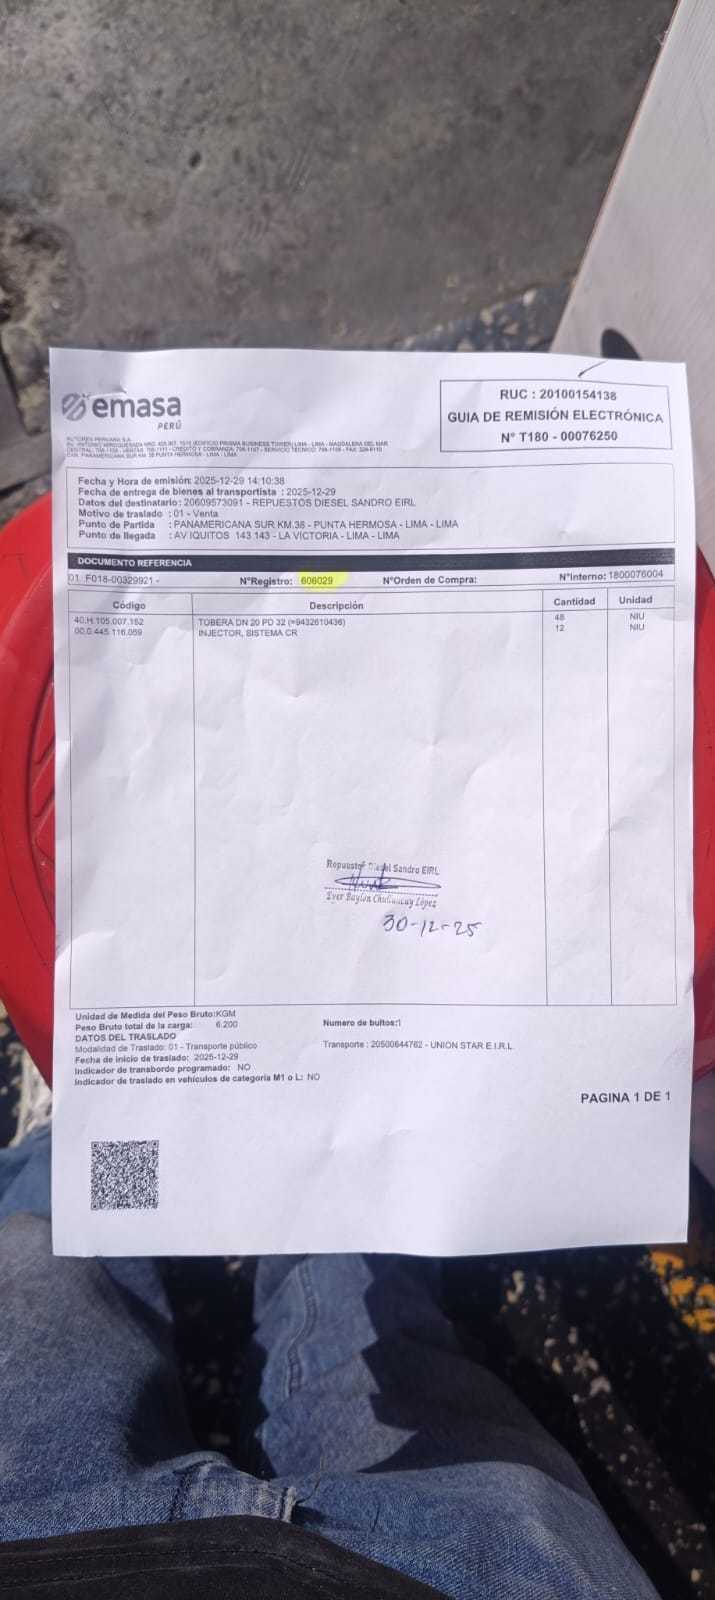 emasa
PERÚ
RUC : 20100154138
GUIA DE REMISIÓN ELECTRÓNICA
N° T180 - 00076250
AUTOREX PERUANA S.A.
Fecha y Hora de emisión: 2025-12-29 14:10:38
Fecha de entrega de bienes al transportista : 2025-12-29
Datos del destinatario: 20609573091 - REPUESTOS DIESEL SANDRO EIRL
Motivo de traslado : 01 - Venta
Punto de Partida : PANAMERICANA SUR KM.38 - PUNTA HERMOSA - LIMA - LIMA
Punto de llegada : AV IQUITOS 143 143 - LA VICTORIA - LIMA - LIMA
DOCUMENTO REFERENCIA
01 F018-00329921 - N°Registro: 606029 N°Orden de Compra: N°Interno: 1800076004
Código Descripción Cantidad Unidad
40.H.105.007.162 TOBERA DN 20 PD 32 (=9432610436) 48 NIU
00.0.445.116.059 INJECTOR, SISTEMA CR 12 NIU
Repuestos Diesel Sandro EIRL
Ever Baylon López
30-12-25
Unidad de Medida del Peso Bruto:KGM
Peso Bruto total de la carga: 6.200 Numero de bultos:1
DATOS DEL TRASLADO
Modalidad de Traslado: 01 - Transporte público Transporte : 20500644762 - UNION STAR E.I.R.L.
Fecha de inicio de traslado: 2025-12-29
Indicador de transbordo programado: NO
Indicador de traslado en vehículos de categoría M1 o L: NO
PAGINA 1 DE 1